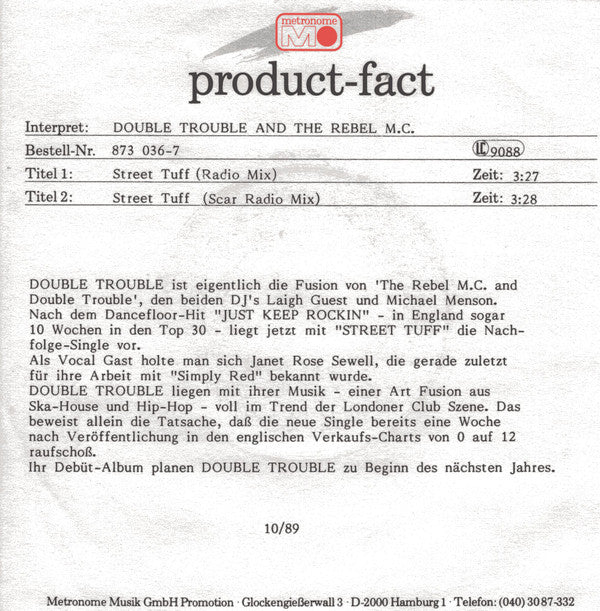 metronome
product-fact
Interpret: DOUBLE TROUBLE AND THE REBEL M.C.
Bestell-Nr. 873 036-7 LC 9088
Titel 1: Street Tuff (Radio Mix) Zeit: 3:27
Titel 2: Street Tuff (Scar Radio Mix) Zeit: 3:28
DOUBLE TROUBLE ist eigentlich die Fusion von 'The Rebel M.C. and
Double Trouble', den beiden DJ's Laigh Guest und Michael Menson.
Nach dem Dancefloor-Hit "JUST KEEP ROCKIN" - in England sogar
10 Wochen in den Top 30 - liegt jetzt mit "STREET TUFF" die Nach-
folge-Single vor.
Als Vocal Gast holte man sich Janet Rose Sewell, die gerade zuletzt
für ihre Arbeit mit "Simply Red" bekannt wurde.
DOUBLE TROUBLE liegen mit ihrer Musik - einer Art Fusion aus
Ska-House und Hip-Hop - voll im Trend der Londoner Club Szene. Das
beweist allein die Tatsache, daß die neue Single bereits eine Woche
nach Veröffentlichung in den englischen Verkaufs-Charts von 0 auf 12
raufschoß.
Ihr Debüt-Album planen DOUBLE TROUBLE zu Beginn des nächsten Jahres.
10/89
Metronome Musik GmbH Promotion · Glockengießerwall 3 · D-2000 Hamburg 1 · Telefon: (040) 30 87-332